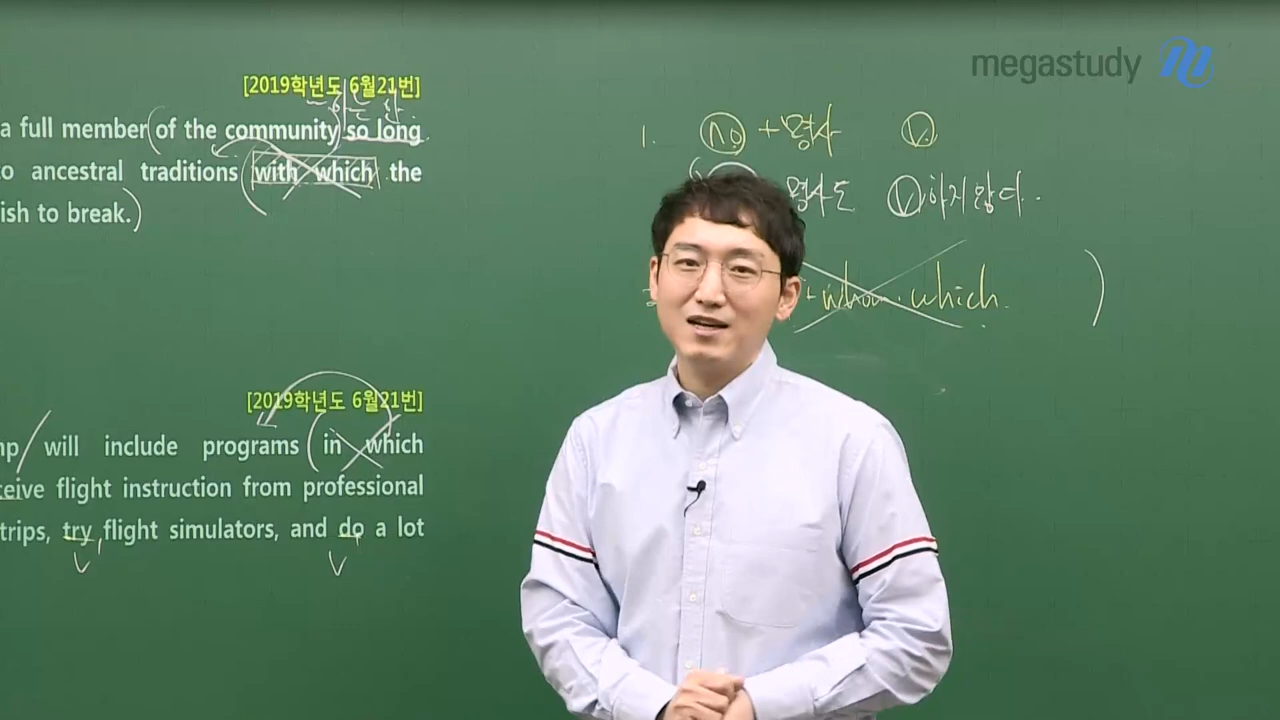 megastudy
[2019학년도 6월21번]
a full member (of the community) so long
o ancestral traditions (with which the
ish to break.)
[2019학년도 6월21번]
np / will include programs (in which
ceive flight instruction from professional
trips, try, flight simulators, and do a lot
V V
1. no +명사 V
명사도 V하지 않다.
+ whom. which. )